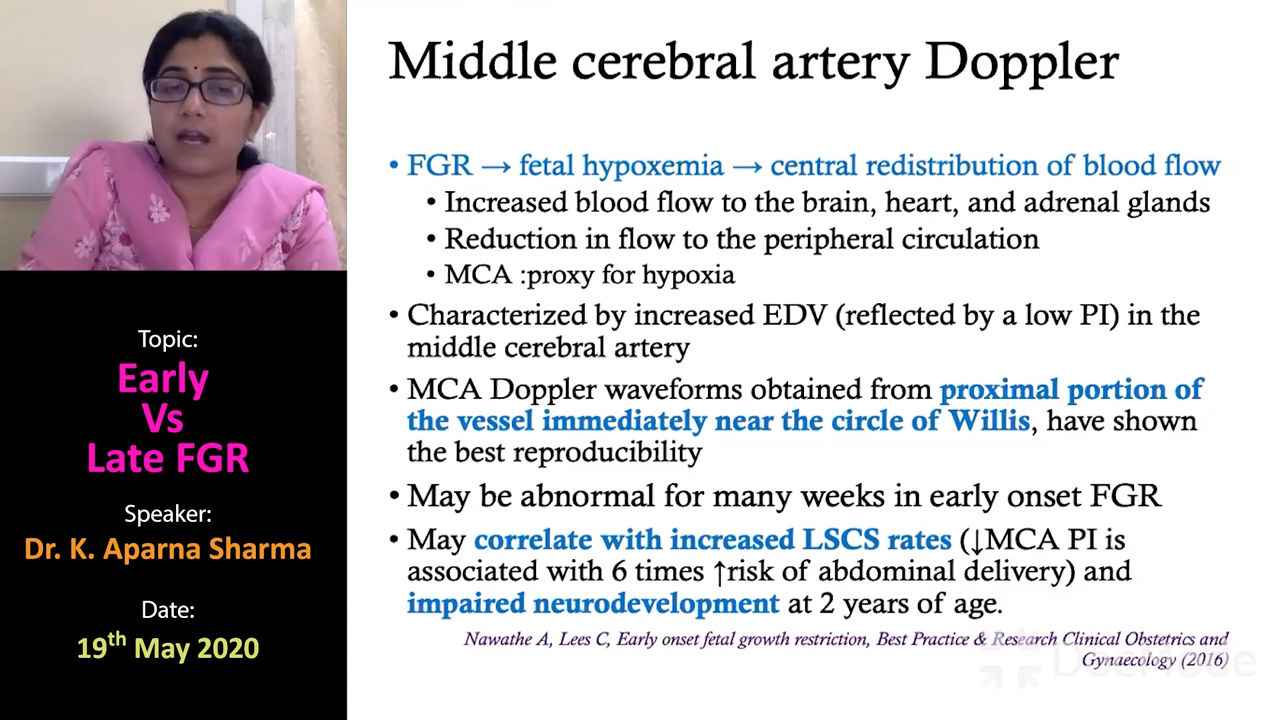 Topic:
Early
Vs
Late FGR
Speaker:
Dr. K. Aparna Sharma
Date:
19th May 2020
Middle cerebral artery Doppler
• FGR → fetal hypoxemia → central redistribution of blood flow
• Increased blood flow to the brain, heart, and adrenal glands
• Reduction in flow to the peripheral circulation
• MCA :proxy for hypoxia
• Characterized by increased EDV (reflected by a low PI) in the
middle cerebral artery
• MCA Doppler waveforms obtained from proximal portion of
the vessel immediately near the circle of Willis, have shown
the best reproducibility
• May be abnormal for many weeks in early onset FGR
• May correlate with increased LSCS rates (↓MCA PI is
associated with 6 times ↑risk of abdominal delivery) and
impaired neurodevelopment at 2 years of age.
Nawathe A, Lees C, Early onset fetal growth restriction, Best Practice & Research Clinical Obstetrics and
Gynaecology (2016)
DocMode